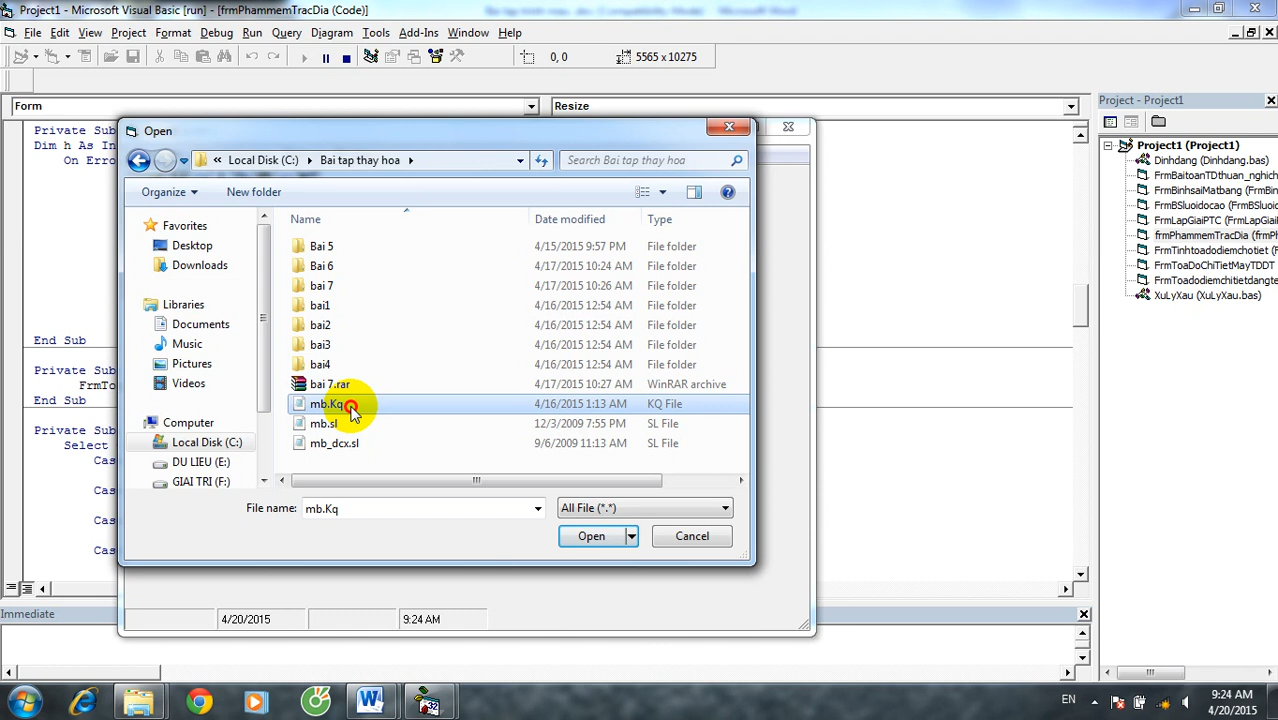 Project1 - Microsoft Visual Basic [run] - [frmPhammemTracDia (Code)]
File Edit View Project Format Debug Run Query Diagram Tools Add-Ins Window Help
0, 0 5565 x 10275
Form Resize
Project - Project1
Private Sub
Dim h As In
On Erro
End Sub
Private Sub
FrmTo
End Sub
Private Sub
Select
Cas
Cas
Cas
Cas
Open
« Local Disk (C:) Bai tap thay hoa
Search Bai tap thay hoa
Organize New folder
Favorites
Desktop
Downloads
Libraries
Documents
Music
Pictures
Videos
Computer
Local Disk (C:)
DU LIEU (E:)
GIAI TRI (F:)
Name Date modified Type
Bai 5 4/15/2015 9:57 PM File folder
Bai 6 4/17/2015 10:24 AM File folder
bai 7 4/17/2015 10:26 AM File folder
bai1 4/16/2015 12:54 AM File folder
bai2 4/16/2015 12:54 AM File folder
bai3 4/16/2015 12:54 AM File folder
bai4 4/16/2015 12:54 AM File folder
bai 7.rar 4/17/2015 10:27 AM WinRAR archive
mb.Kq 4/16/2015 1:13 AM KQ File
mb.sl 12/3/2009 7:55 PM SL File
mb_dcx.sl 9/6/2009 11:13 AM SL File
File name: mb.Kq All File (*.*)
Open Cancel
4/20/2015 9:24 AM
Project1 (Project1)
Dinhdang (Dinhdang.bas)
FrmBaitoanTDthuan_nghich
FrmBinhsaiMatbang (Frm
FrmBSluoidocao (FrmBSluo
FrmLapGiaiPTC (FrmLapGia
frmPhammemTracDia (frmPh
FrmTinhtoadodiemchotiet (
FrmToaDoChiTietMayTDDT
FrmToadodiemchitietdangte
XuLyXau (XuLyXau.bas)
Immediate
EN
9:24 AM
4/20/2015